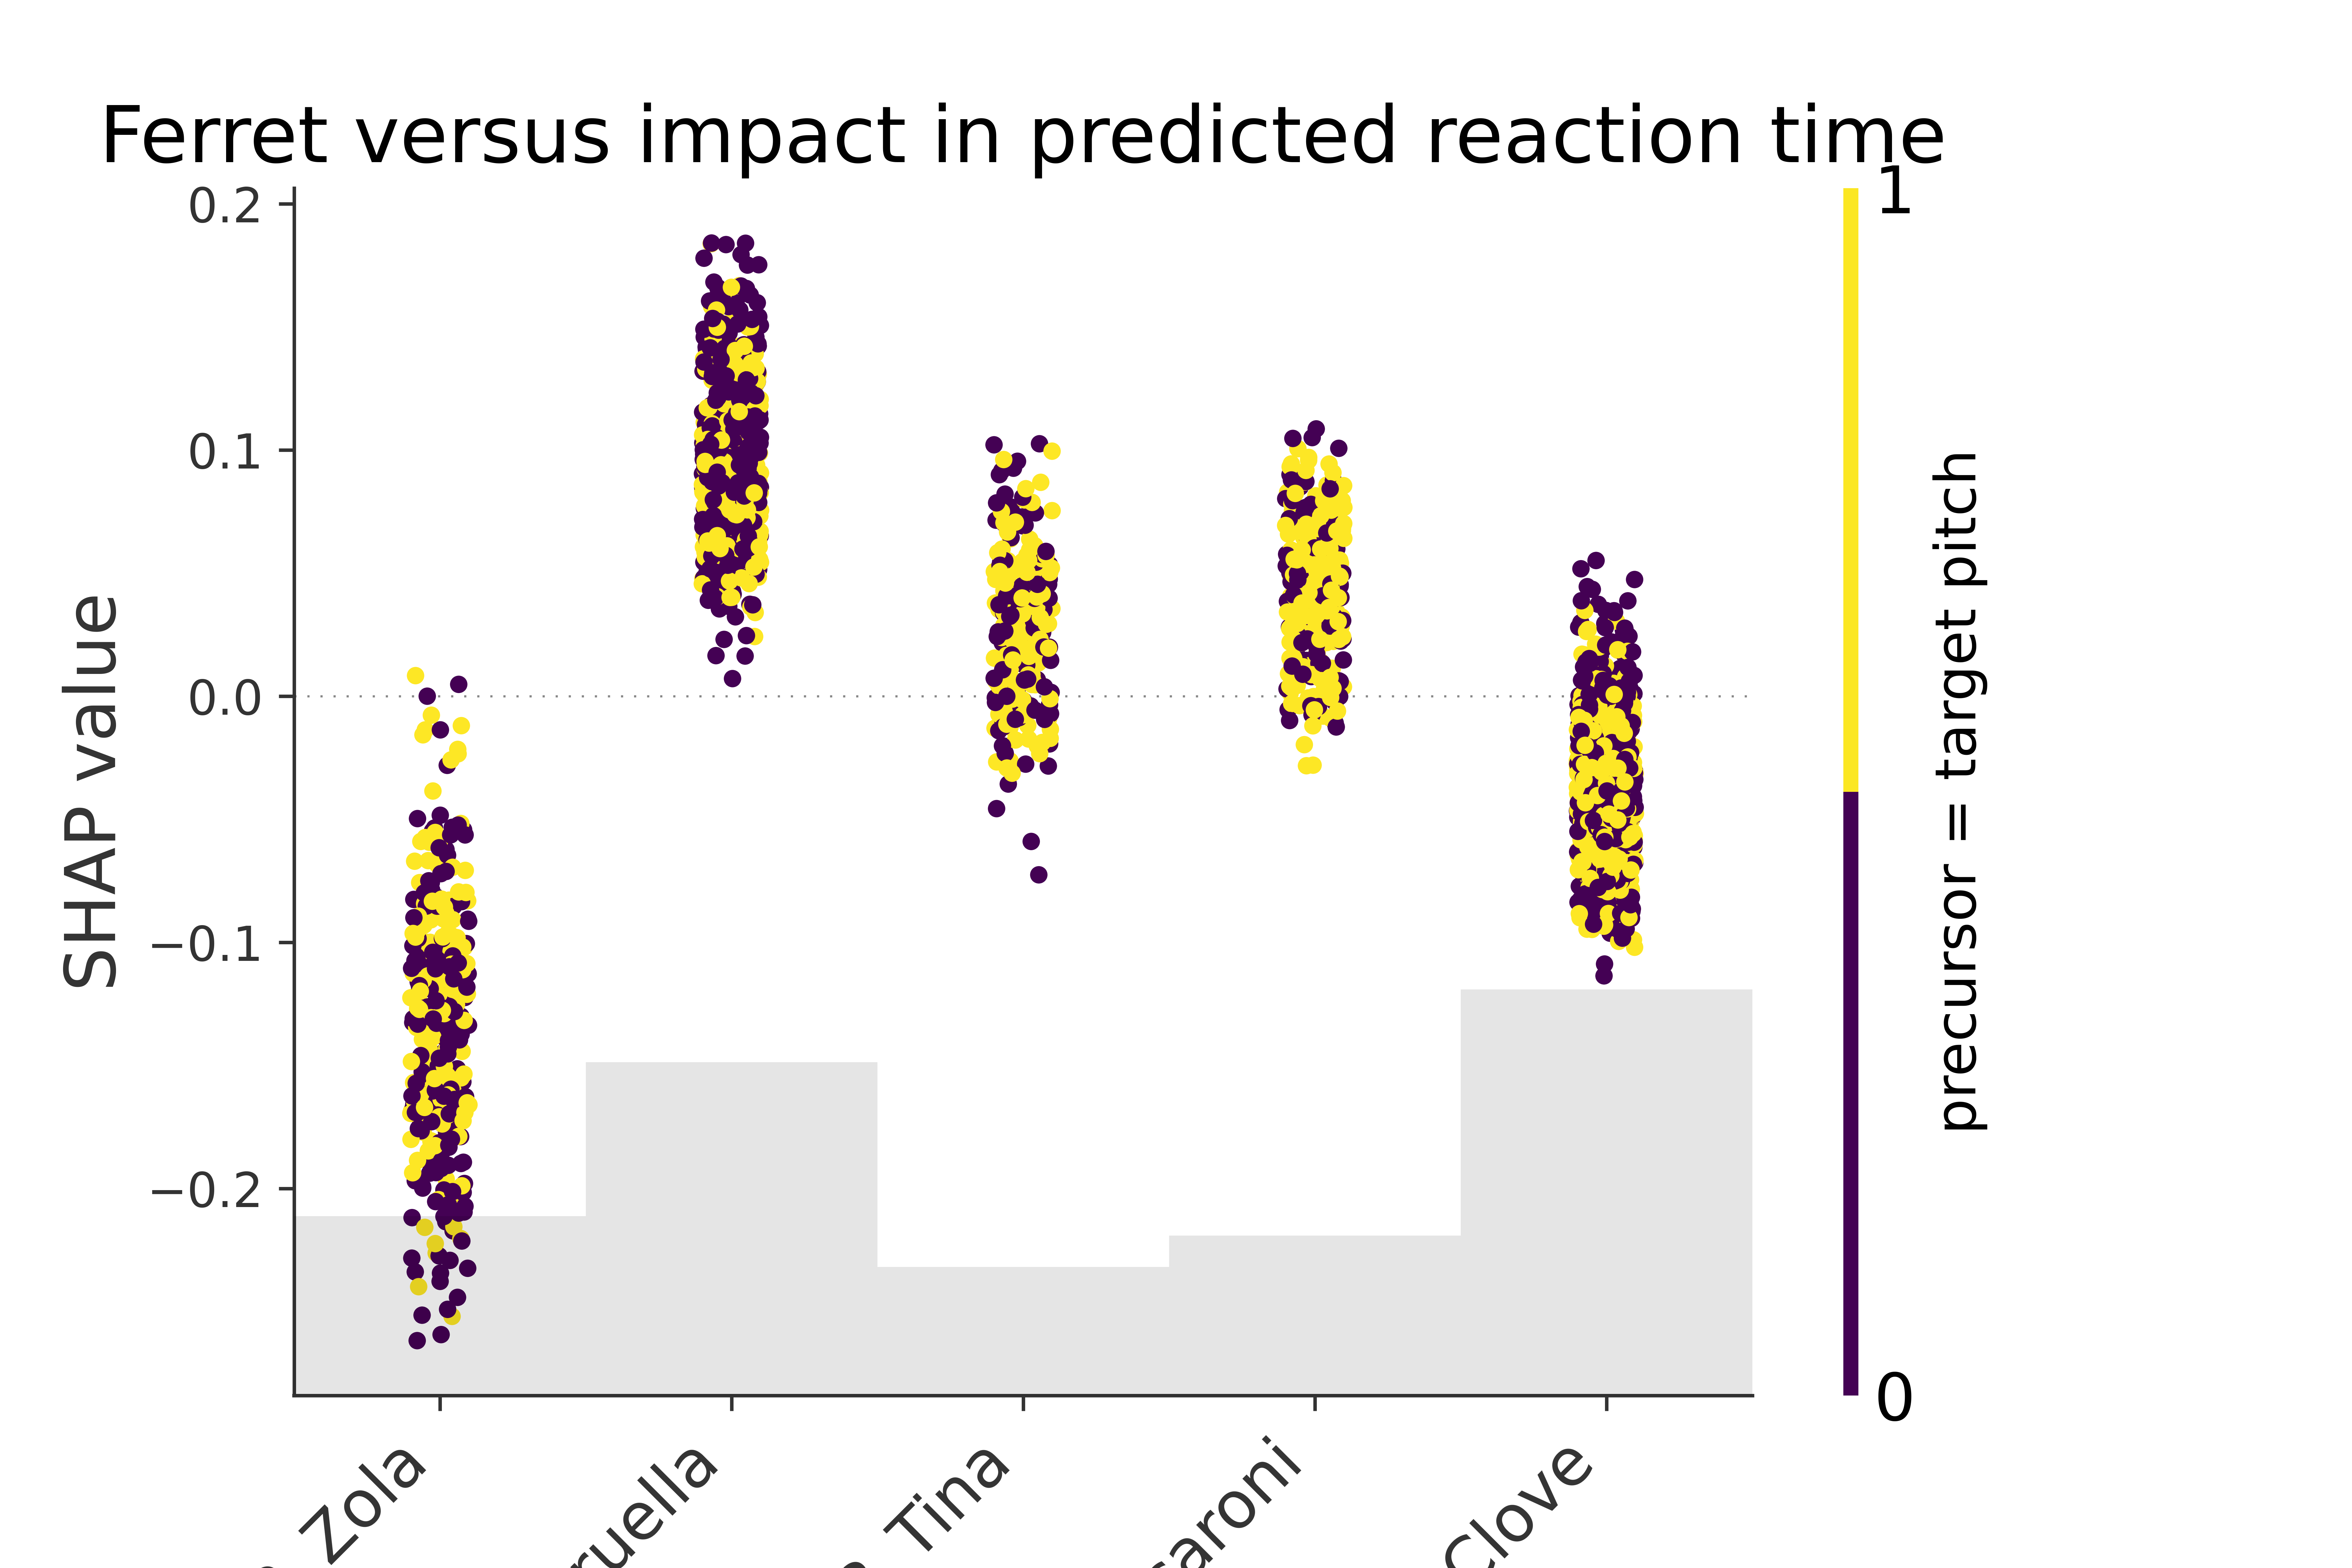 Ferret versus impact in predicted reaction time
0.2
0.1
0.0
−0.1
−0.2
SHAP value
Zola
Tina
Clove
1
0
precursor = target pitch